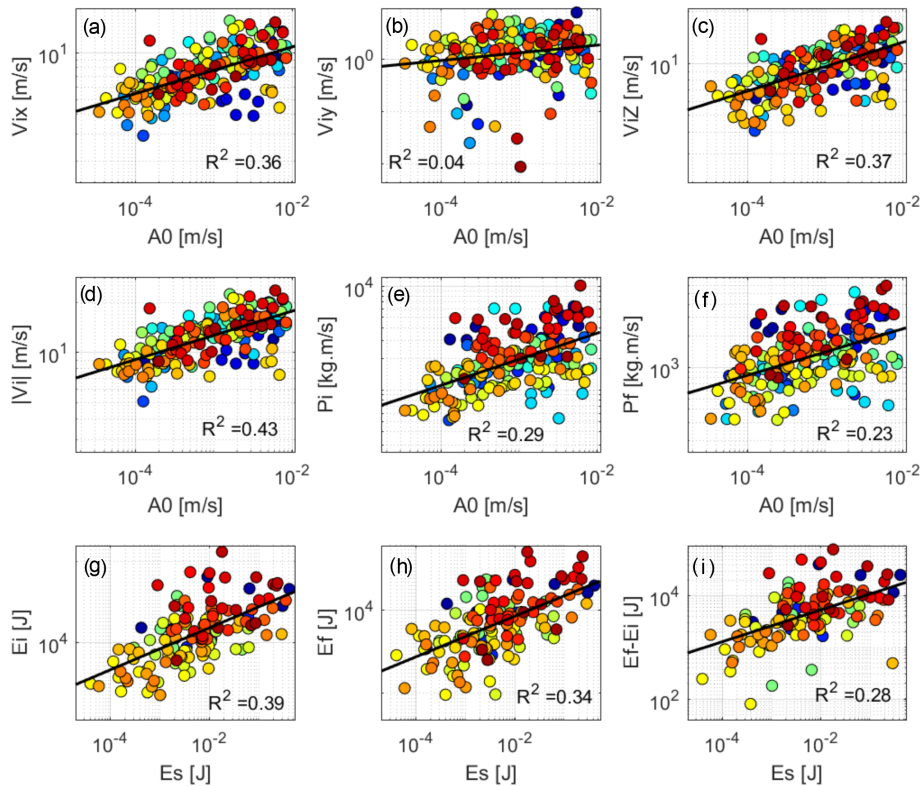 (a)
Vix [m/s]
10^1
R^2 =0.36
10^-4
10^-2
A0 [m/s]
(b)
Viy [m/s]
10^0
R^2 =0.04
10^-4
10^-2
A0 [m/s]
(c)
ViZ [m/s]
10^1
R^2 =0.37
10^-4
10^-2
A0 [m/s]
(d)
|Vi| [m/s]
10^1
R^2 =0.43
10^-4
10^-2
A0 [m/s]
(e)
Pi [kg.m/s]
10^4
R^2 =0.29
10^-4
10^-2
A0 [m/s]
(f)
Pf [kg.m/s]
10^3
R^2 =0.23
10^-4
10^-2
A0 [m/s]
(g)
Ei [J]
10^4
R^2 =0.39
10^-4
10^-2
Es [J]
(h)
Ef [J]
10^4
R^2 =0.34
10^-4
10^-2
Es [J]
(i)
Ef-Ei [J]
10^4
10^2
R^2 =0.28
10^-4
10^-2
Es [J]